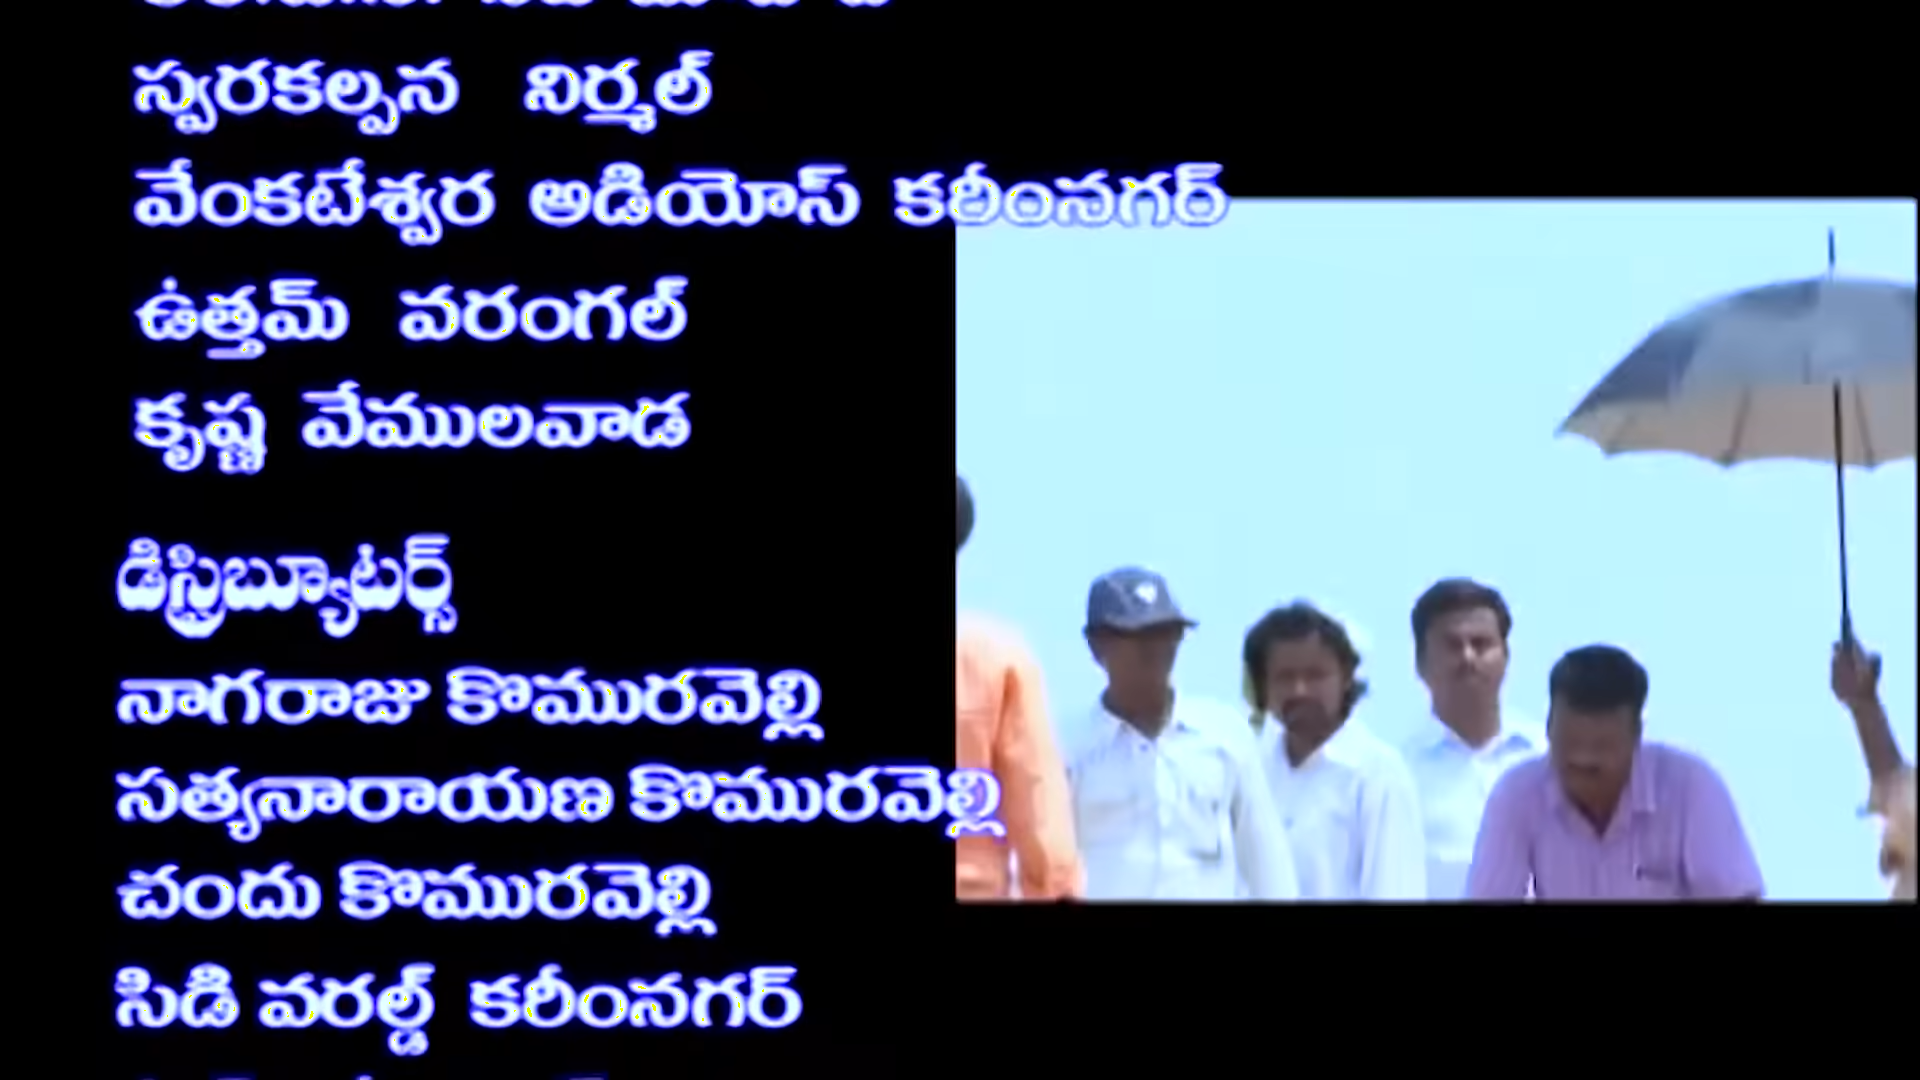 స్వరకల్పన నిర్మల్
వేంకటేశ్వర అడియోస్ కరీంనగర్
ఉత్తమ్ వరంగల్
కృష్ణ వేములవాడ
డిస్ట్రిబ్యూటర్స్
నాగరాజు కొమురవెల్లి
సత్యనారాయణ కొమురవెల్లి
చందు కొమురవెల్లి
సిడి వరల్డ్ కరీంనగర్